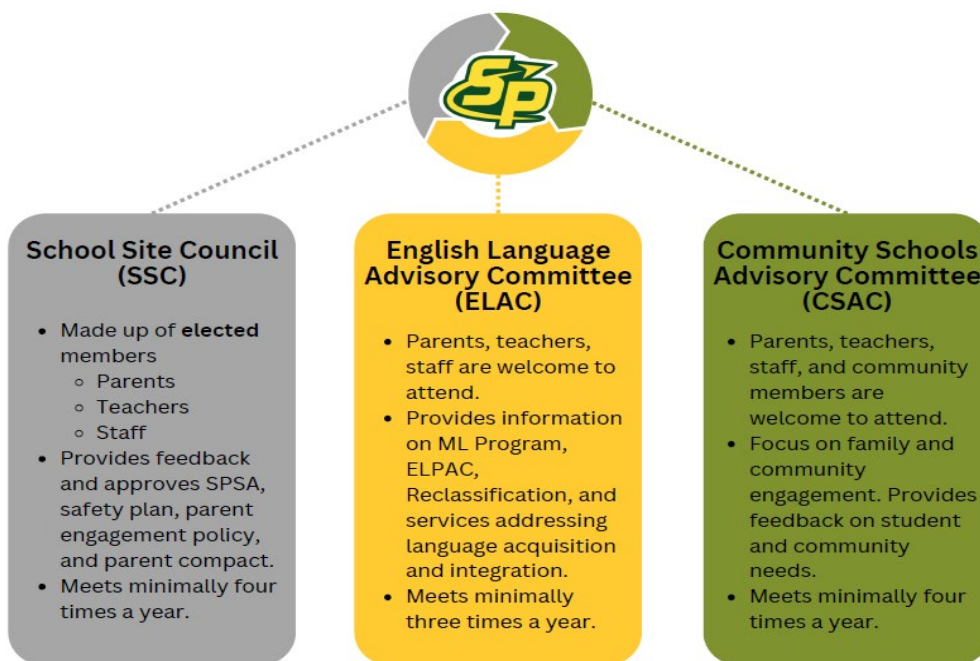 SP
School Site Council
(SSC)
• Made up of elected
members
◦ Parents
◦ Teachers
◦ Staff
• Provides feedback
and approves SPSA,
safety plan, parent
engagement policy,
and parent compact.
• Meets minimally four
times a year.
English Language
Advisory Committee
(ELAC)
• Parents, teachers,
staff are welcome to
attend.
• Provides information
on ML Program,
ELPAC,
Reclassification, and
services addressing
language acquisition
and integration.
• Meets minimally
three times a year.
Community Schools
Advisory Committee
(CSAC)
• Parents, teachers,
staff, and community
members are
welcome to attend.
• Focus on family and
community
engagement. Provides
feedback on student
and community
needs.
• Meets minimally four
times a year.